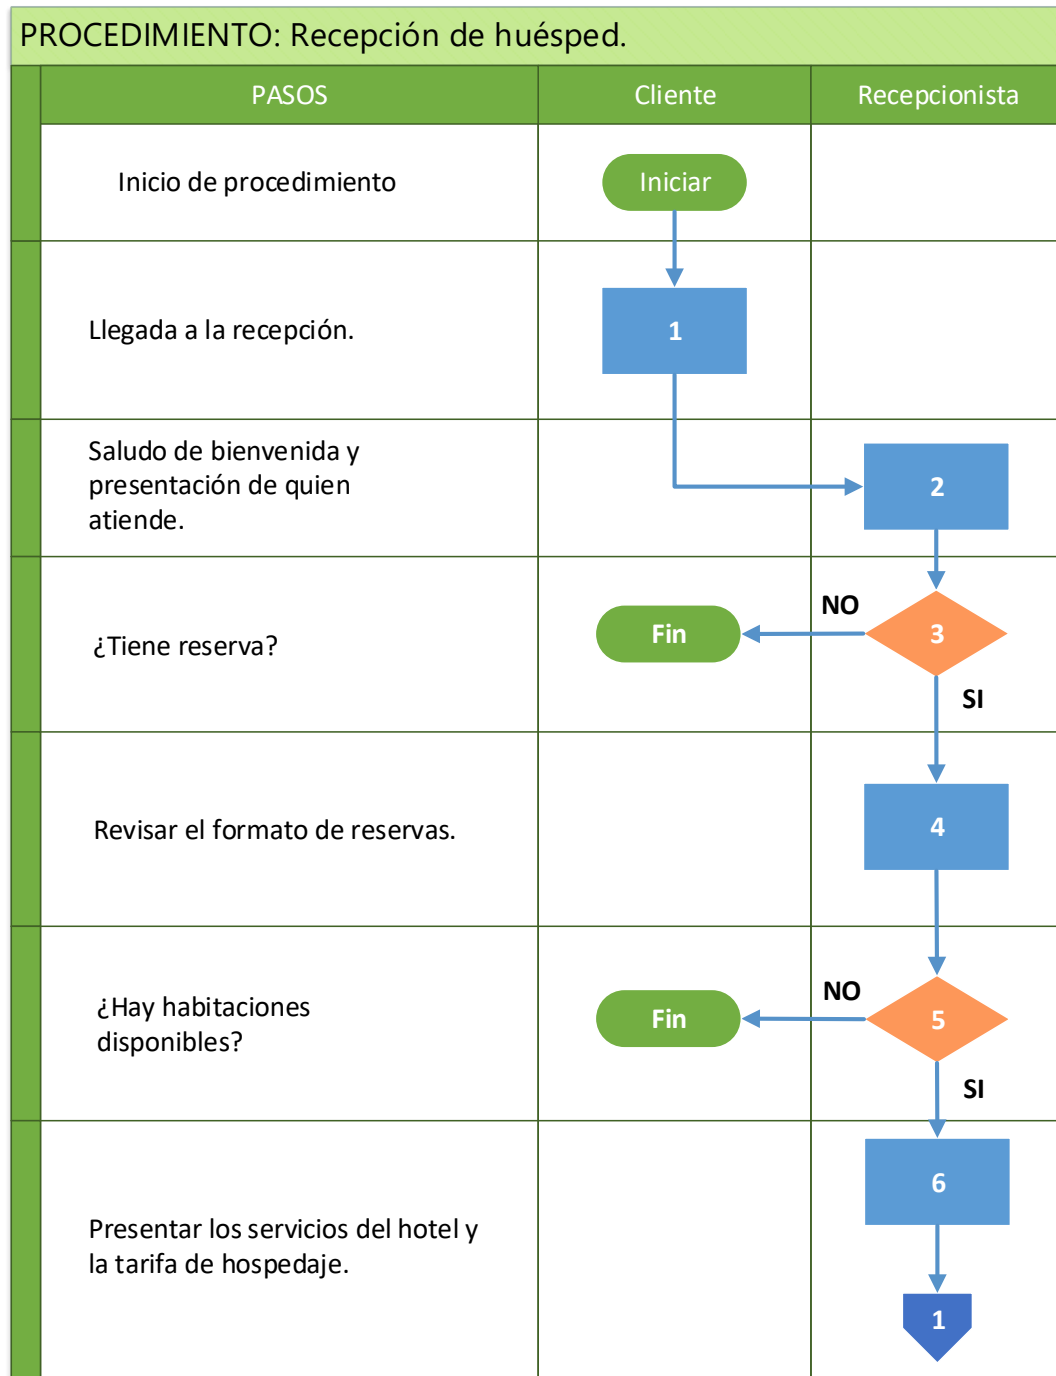 PROCEDIMIENTO: Recepción de huésped.
PASOS
Cliente
Recepcionista
Inicio de procedimiento
Iniciar
Llegada a la recepción.
1
Saludo de bienvenida y
presentación de quien
atiende.
2
¿Tiene reserva?
Fin
NO
3
SI
Revisar el formato de reservas.
4
¿Hay habitaciones
disponibles?
Fin
NO
5
SI
Presentar los servicios del hotel y
la tarifa de hospedaje.
6
1